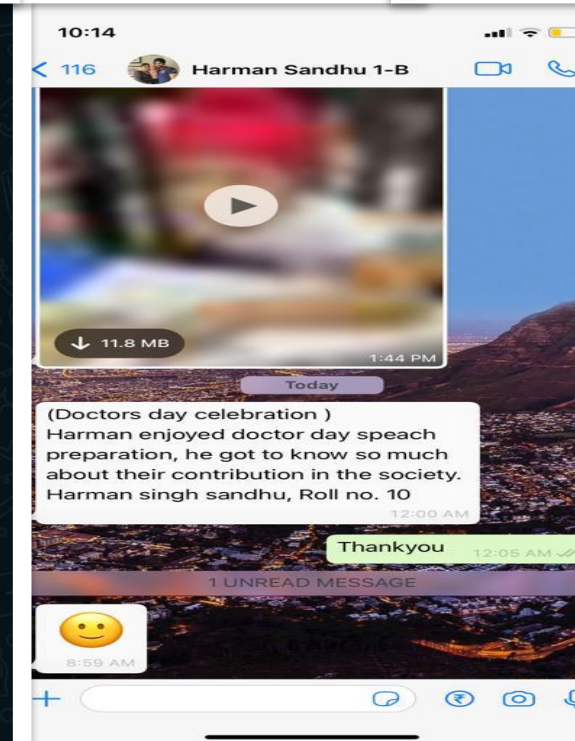 10:14
116
Harman Sandhu 1-B
11.8 MB
1:44 PM
Today
(Doctors day celebration )
Harman enjoyed doctor day speach
preparation, he got to know so much
about their contribution in the society.
Harman singh sandhu, Roll no. 10
12:00 AM
Thankyou
12:05 AM
1 UNREAD MESSAGE
8:59 AM